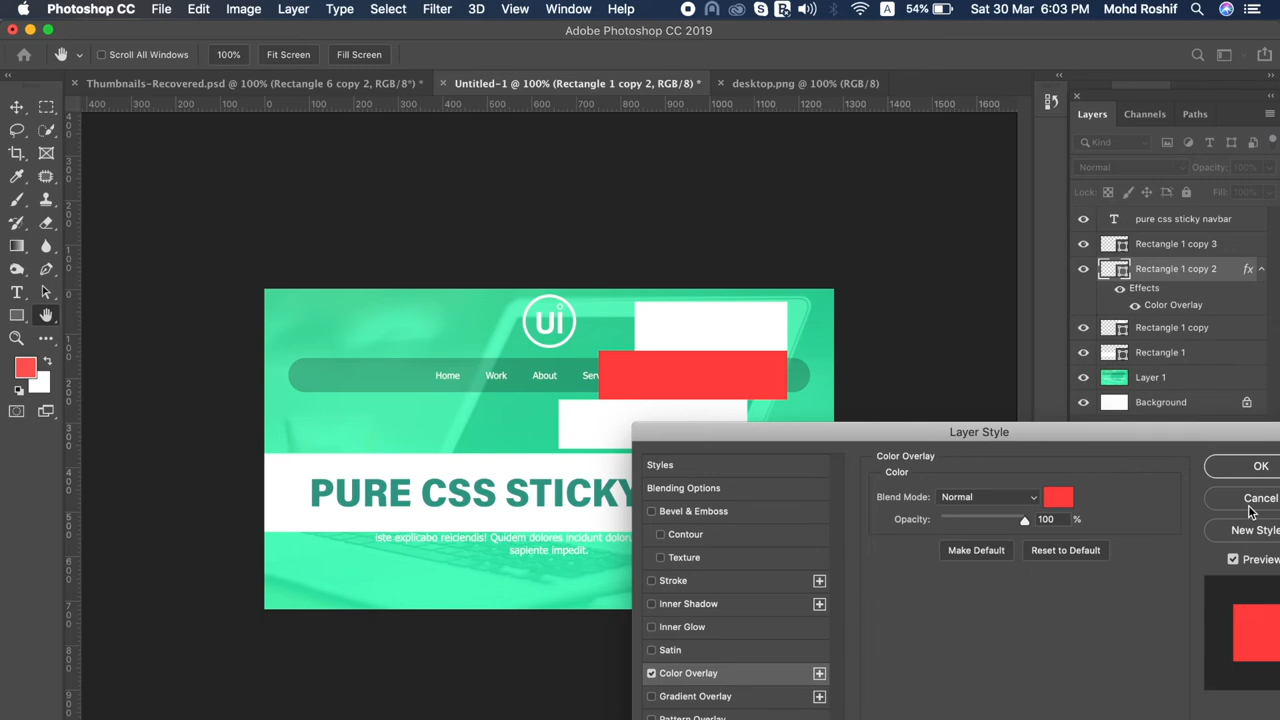 Photoshop CC File Edit Image Layer Type Select Filter 3D View Window Help 54% Sat 30 Mar 6:03 PM Mohd Roshif
Adobe Photoshop CC 2019
Scroll All Windows 100% Fit Screen Fill Screen
Thumbnails-Recovered.psd @ 100% (Rectangle 6 copy 2, RGB/8*) * Untitled-1 @ 100% (Rectangle 1 copy 2, RGB/8) * desktop.png @ 100% (RGB/8)
400 300 200 100 0 100 200 300 400 500 600 700 800 900 1000 1100 1200 1300 1400 1500 1600
Layers Channels Paths
Kind
Normal Opacity: 100%
Lock: Fill: 100%
pure css sticky navbar
Rectangle 1 copy 3
Rectangle 1 copy 2 fx
Effects
Color Overlay
Rectangle 1 copy
Rectangle 1
Layer 1
Background
ui
Home Work About Serv
PURE CSS STICKY
iste explicabo reiciendis! Quidem dolores incidunt dolorum
sapiente impedit.
Layer Style
Styles
Blending Options
Bevel & Emboss
Contour
Texture
Stroke
Inner Shadow
Inner Glow
Satin
Color Overlay
Gradient Overlay
Pattern Overlay
Color Overlay
Color
Blend Mode: Normal
Opacity: 100 %
Make Default Reset to Default
OK
Cancel
New Style
Preview